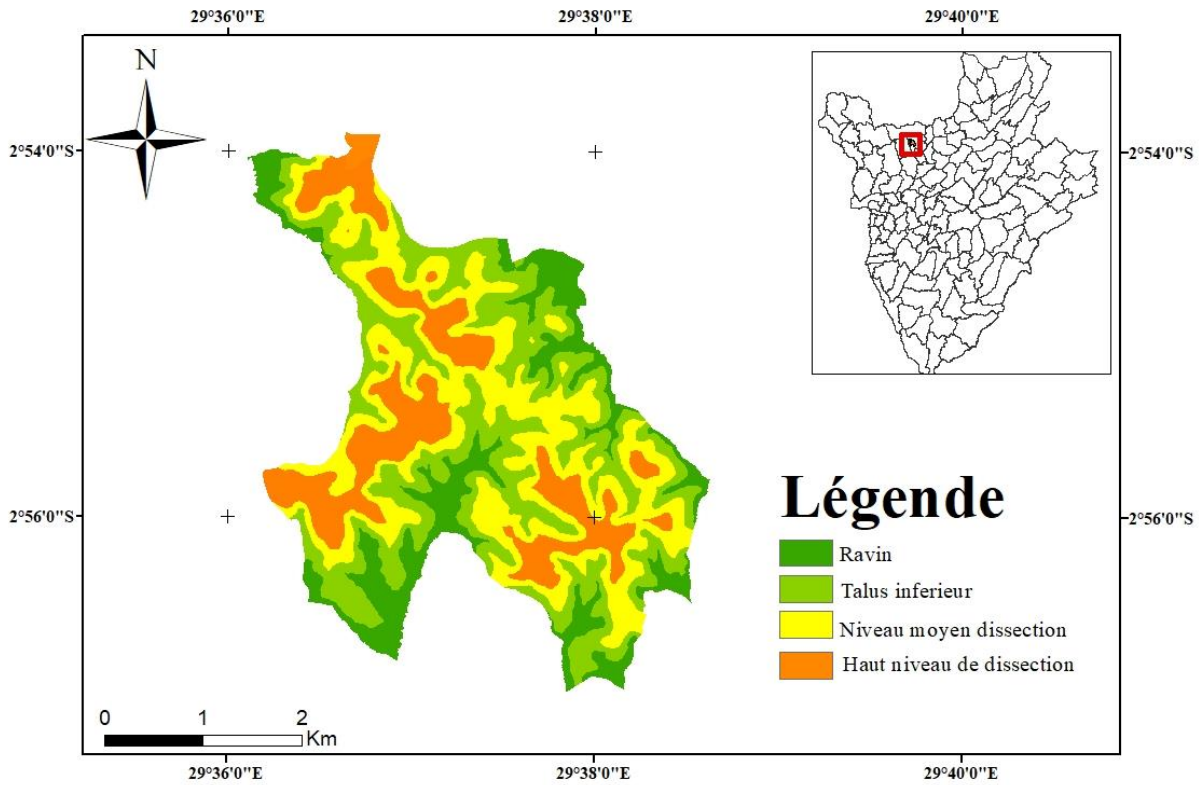 29°36'0"E 29°38'0"E 29°40'0"E
N
2°54'0"S 2°54'0"S
Légende
2°56'0"S 2°56'0"S
Ravin
Talus inferieur
Niveau moyen dissection
Haut niveau de dissection
0 1 2
Km
29°36'0"E 29°38'0"E 29°40'0"E